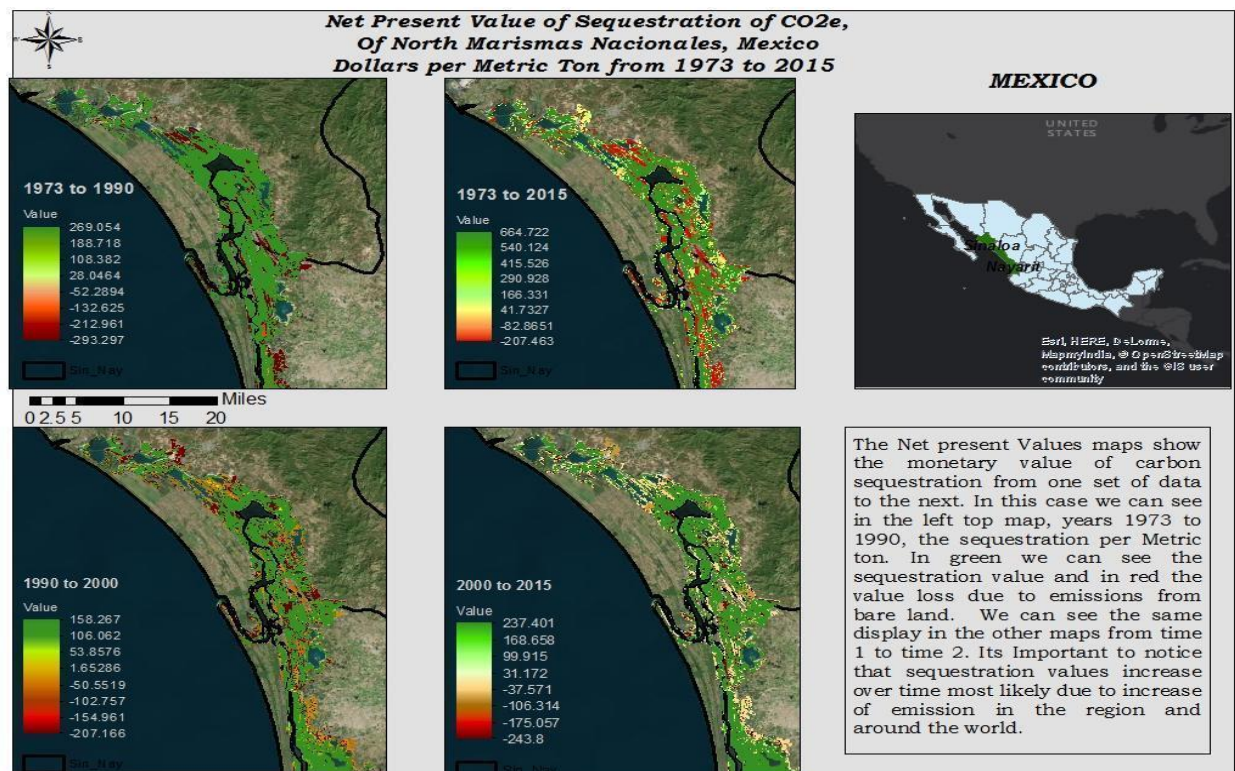 Net Present Value of Sequestration of CO2e,
Of North Marismas Nacionales, Mexico
Dollars per Metric Ton from 1973 to 2015
1973 to 1990
Value
269.054
188.718
108.382
28.0464
-52.2894
-132.625
-212.961
-293.297
Sin_Nay
1973 to 2015
Value
664.722
540.124
415.526
290.928
166.331
41.7327
-82.8651
-207.463
Sin_Nay
MEXICO
UNITED
STATES
Sinaloa
Nayarit
Esri, HERE, DeLorme,
MapmyIndia, © OpenStreetMap
contributors, and the GIS user
community
Miles
0 2.5 5 10 15 20
1990 to 2000
Value
158.267
106.062
53.8576
1.65286
-50.5519
-102.757
-154.961
-207.166
Sin_Nay
2000 to 2015
Value
237.401
168.658
99.915
31.172
-37.571
-106.314
-175.057
-243.8
The Net present Values maps show
the monetary value of carbon
sequestration from one set of data
to the next. In this case we can see
in the left top map, years 1973 to
1990, the sequestration per Metric
ton. In green we can see the
sequestration value and in red the
value loss due to emissions from
bare land. We can see the same
display in the other maps from time
1 to time 2. Its Important to notice
that sequestration values increase
over time most likely due to increase
of emission in the region and
around the world.